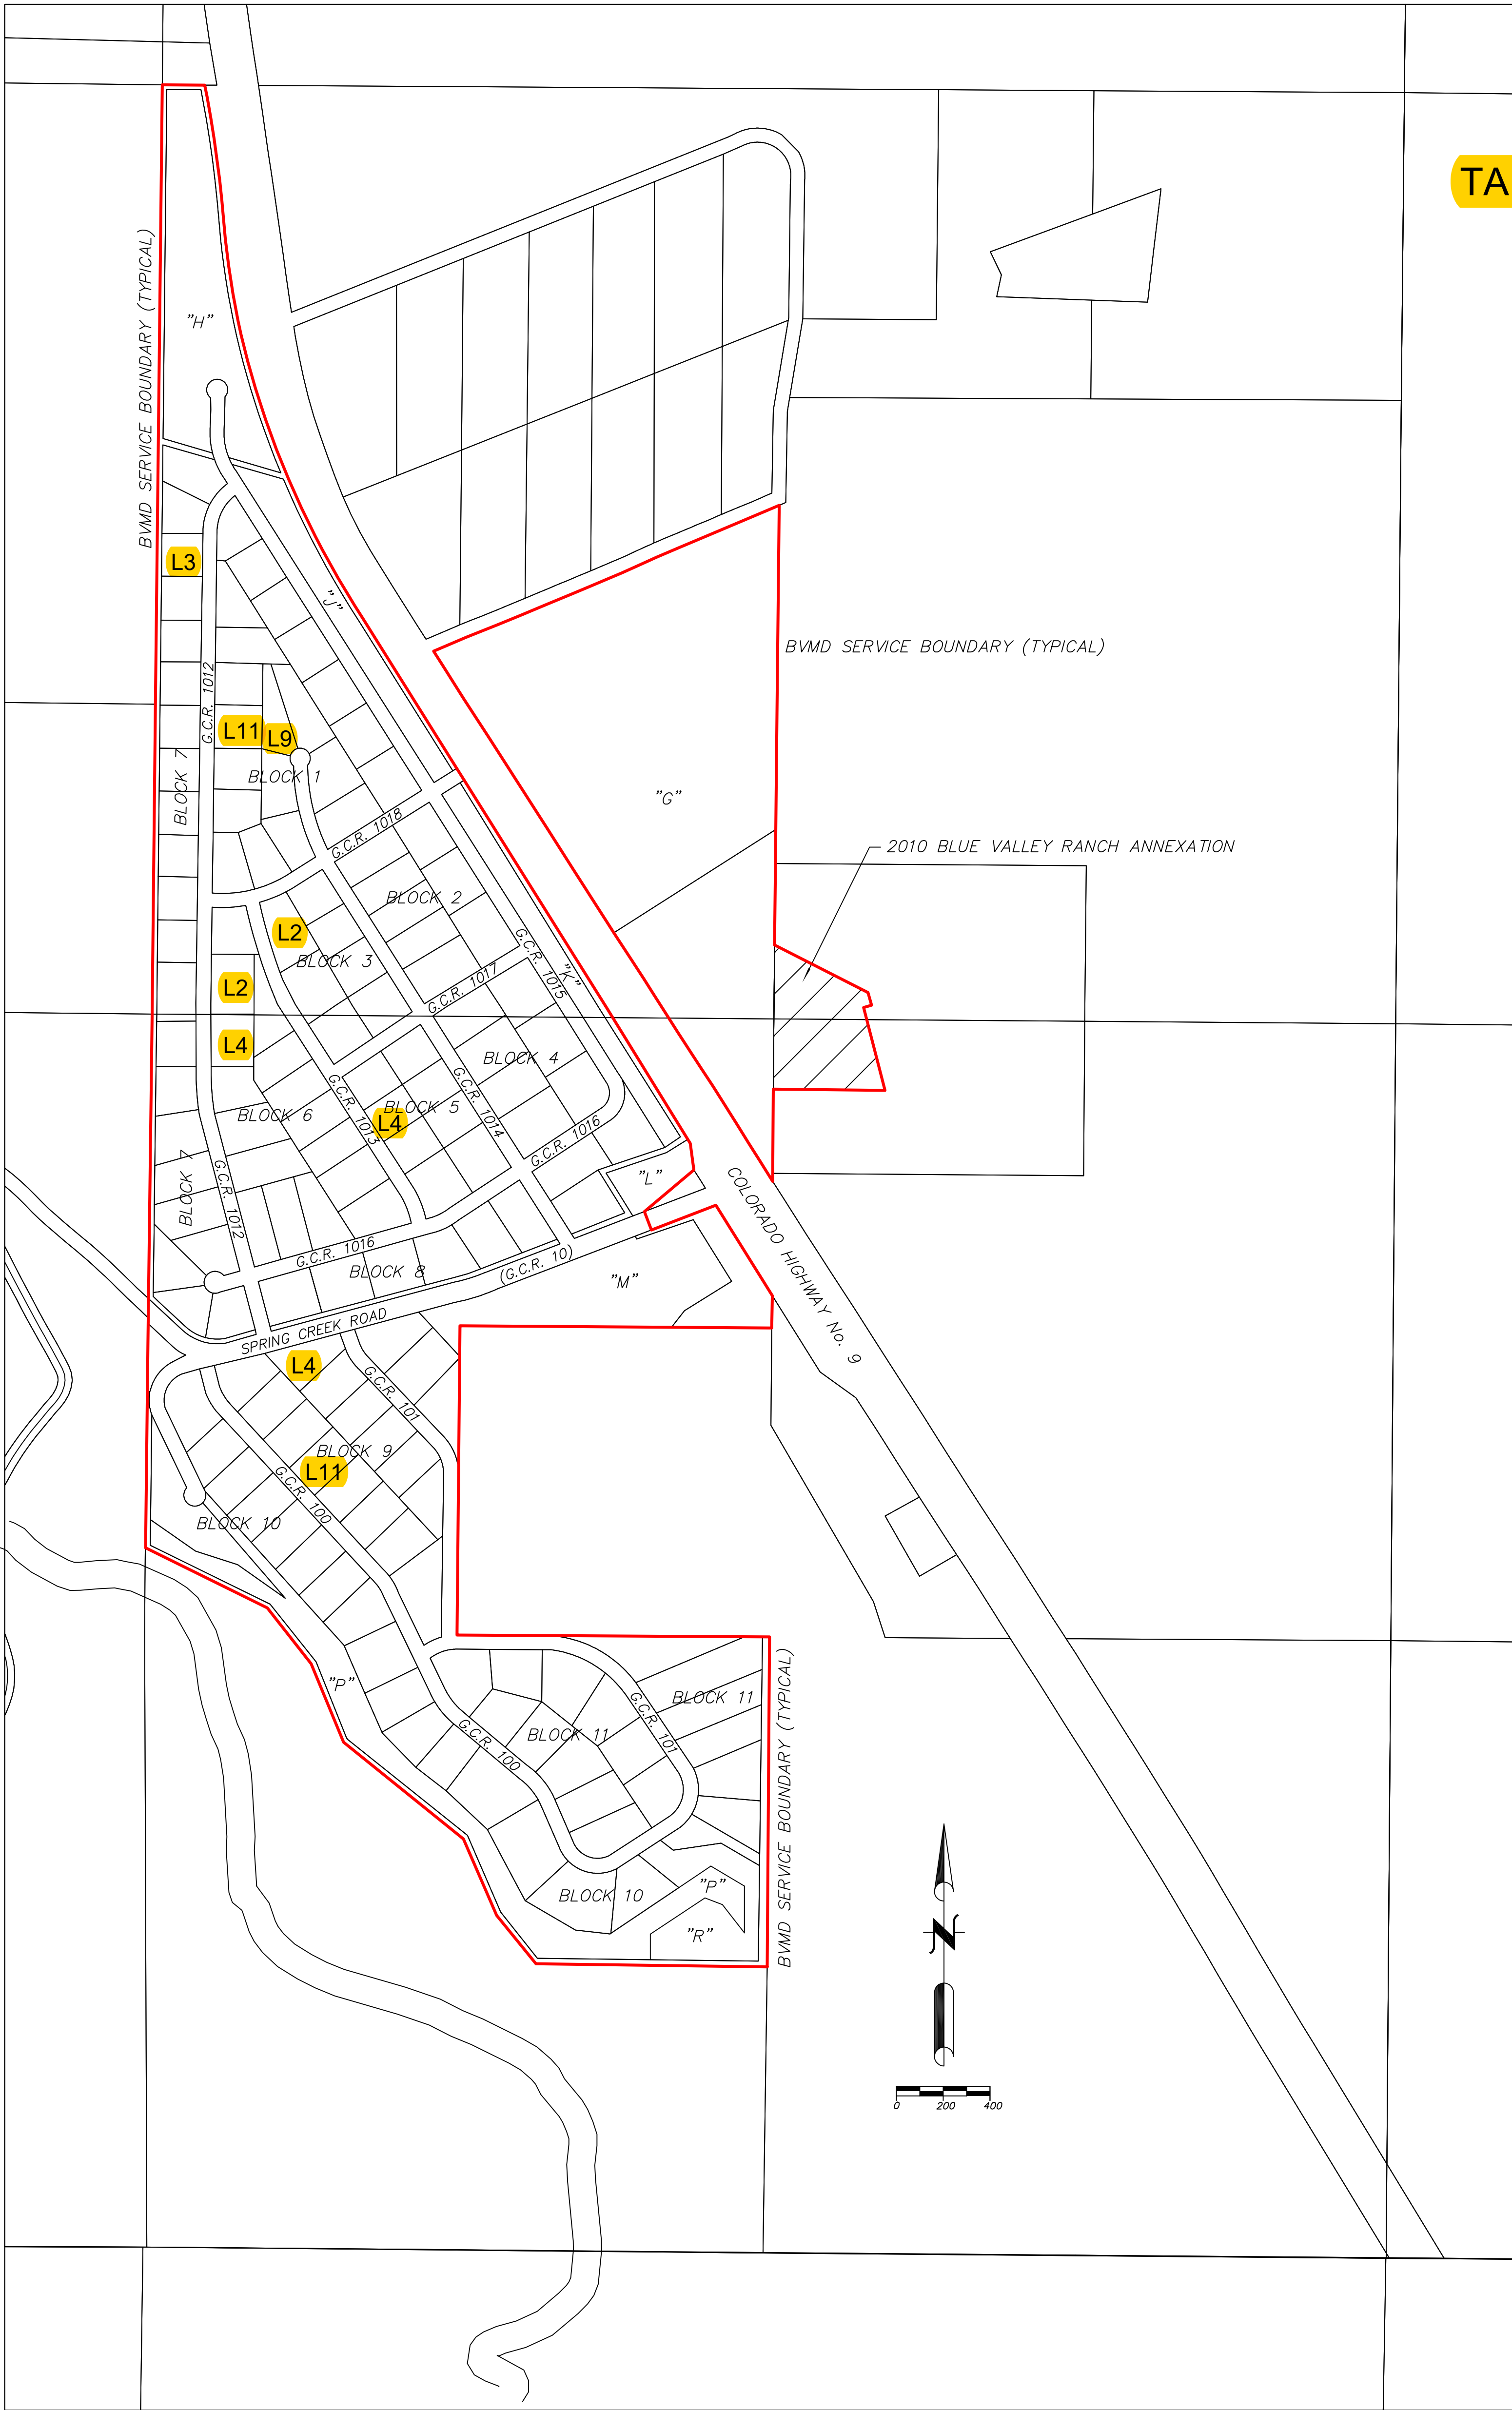 TA
BVMD SERVICE BOUNDARY (TYPICAL)
"H"
L3
"J"
BVMD SERVICE BOUNDARY (TYPICAL)
G.C.R. 1012
L11
L9
BLOCK 7
BLOCK 1
"G"
G.C.R. 1018
2010 BLUE VALLEY RANCH ANNEXATION
BLOCK 2
L2
BLOCK 3
G.C.R. 1015
"K"
L2
G.C.R. 1017
L4
BLOCK 4
G.C.R. 1013
G.C.R. 1014
BLOCK 6
BLOCK 5
L4
G.C.R. 1016
BLOCK 7
G.C.R. 1012
"L"
COLORADO HIGHWAY No. 9
G.C.R. 1016
BLOCK 8
(G.C.R. 10)
"M"
SPRING CREEK ROAD
L4
G.C.R. 101
BLOCK 9
L11
G.C.R. 100
BLOCK 10
"P"
BLOCK 11
G.C.R. 101
BLOCK 11
G.C.R. 100
BVMD SERVICE BOUNDARY (TYPICAL)
BLOCK 10
"P"
"R"
N
0 200 400